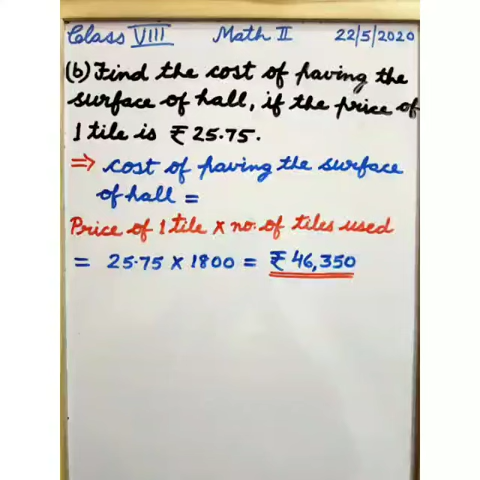 Class VIII Math II 22/5/2020
(b) Find the cost of paving the
surface of hall, if the price of
1 tile is ₹ 25.75.
⇒ cost of paving the surface
of hall =
Price of 1 tile × no. of tiles used
= 25.75 × 1800 = ₹ 46,350